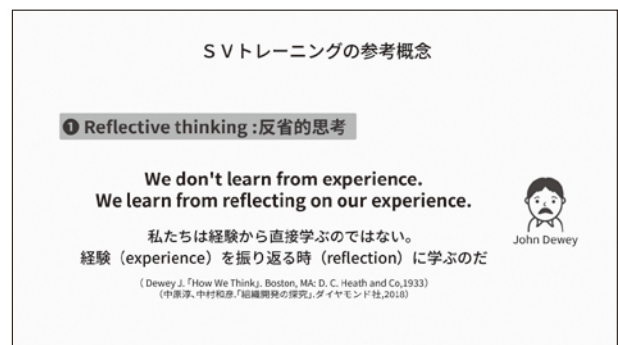 ＳＶトレーニングの参考概念
❶ Reflective thinking :反省的思考
We don't learn from experience.
We learn from reflecting on our experience.
私たちは経験から直接学ぶのではない。
経験（experience）を振り返る時（reflection）に学ぶのだ
John Dewey
( Dewey J.「How We Think」. Boston, MA: D. C. Heath and Co,1933）
（中原淳、中村和彦.「組織開発の探究」.ダイヤモンド社,2018）